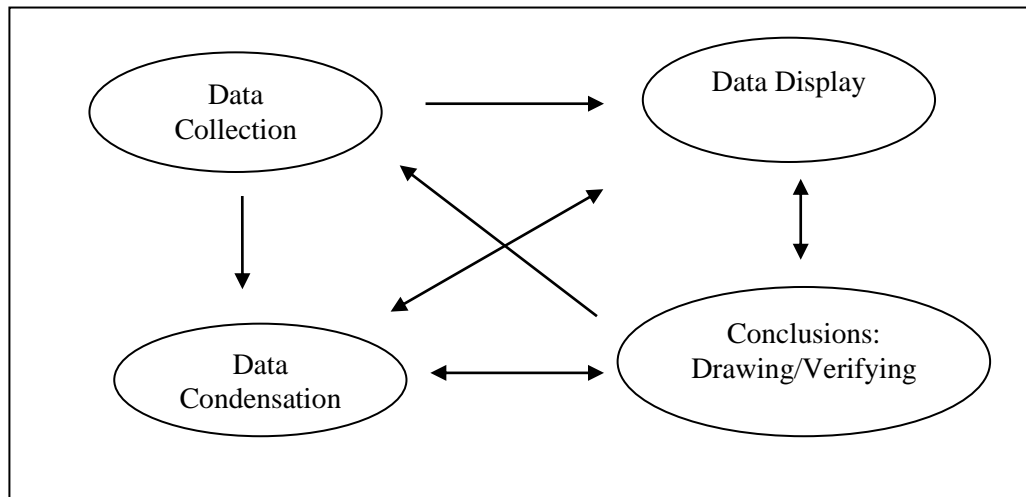 Data
Collection
Data Display
Data
Condensation
Conclusions:
Drawing/Verifying